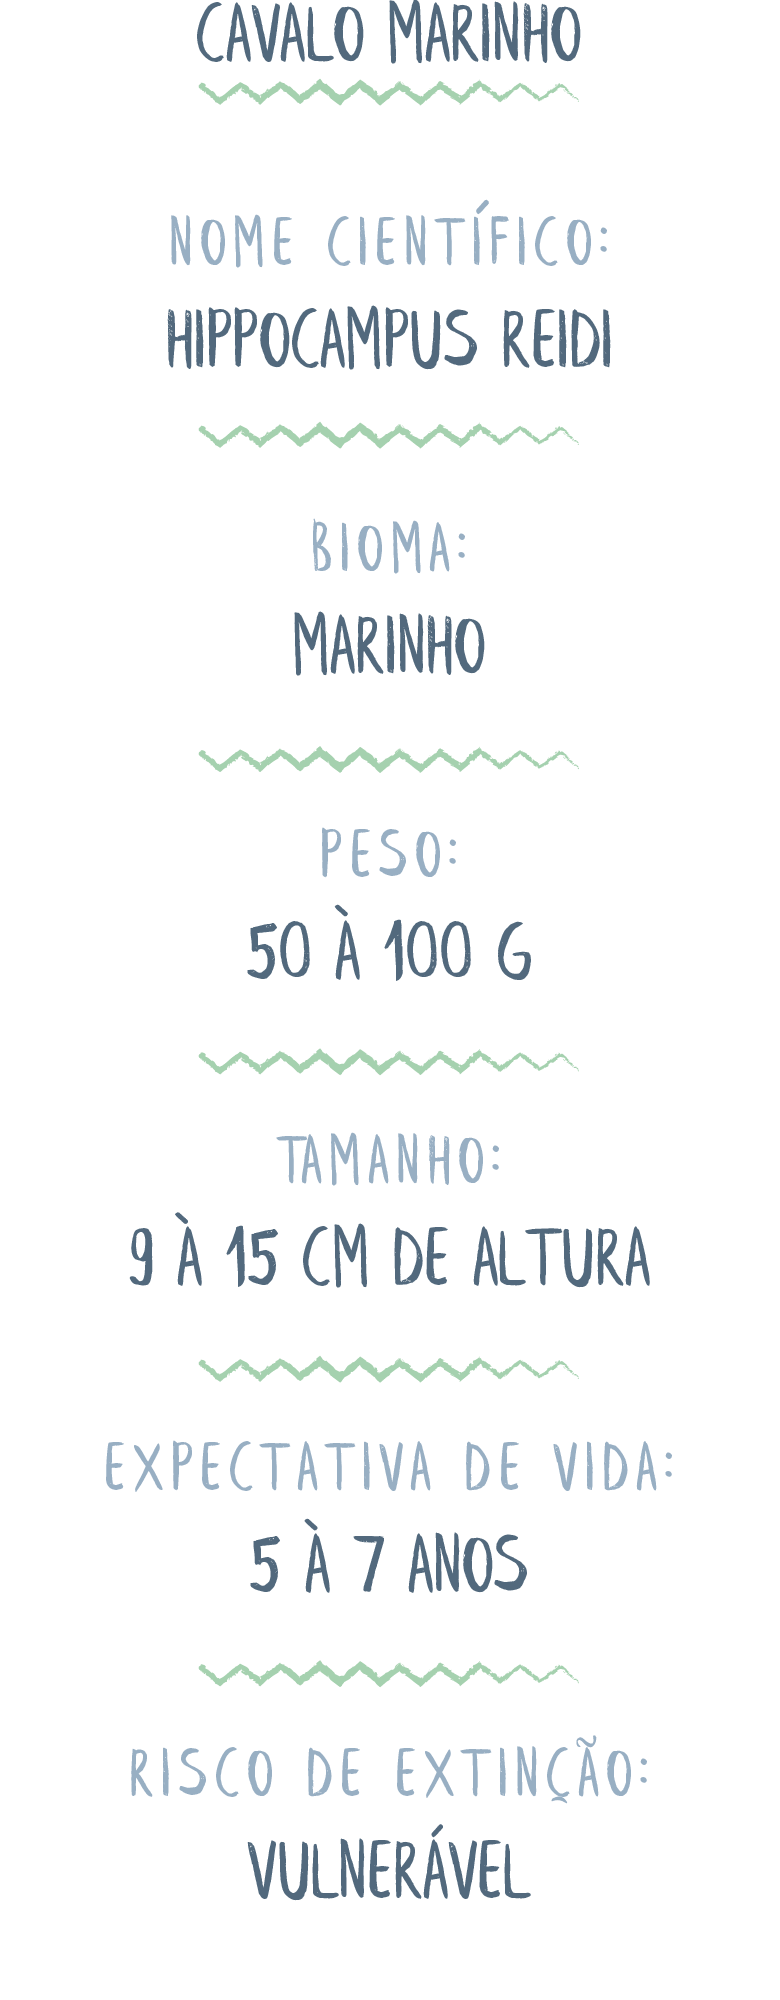 CAVALO MARINHO
NOME CIENTÍFICO:
HIPPOCAMPUS REIDI
BIOMA:
MARINHO
PESO:
50 À 100 G
TAMANHO:
9 À 15 CM DE ALTURA
EXPECTATIVA DE VIDA:
5 À 7 ANOS
RISCO DE EXTINÇÃO:
VULNERÁVEL